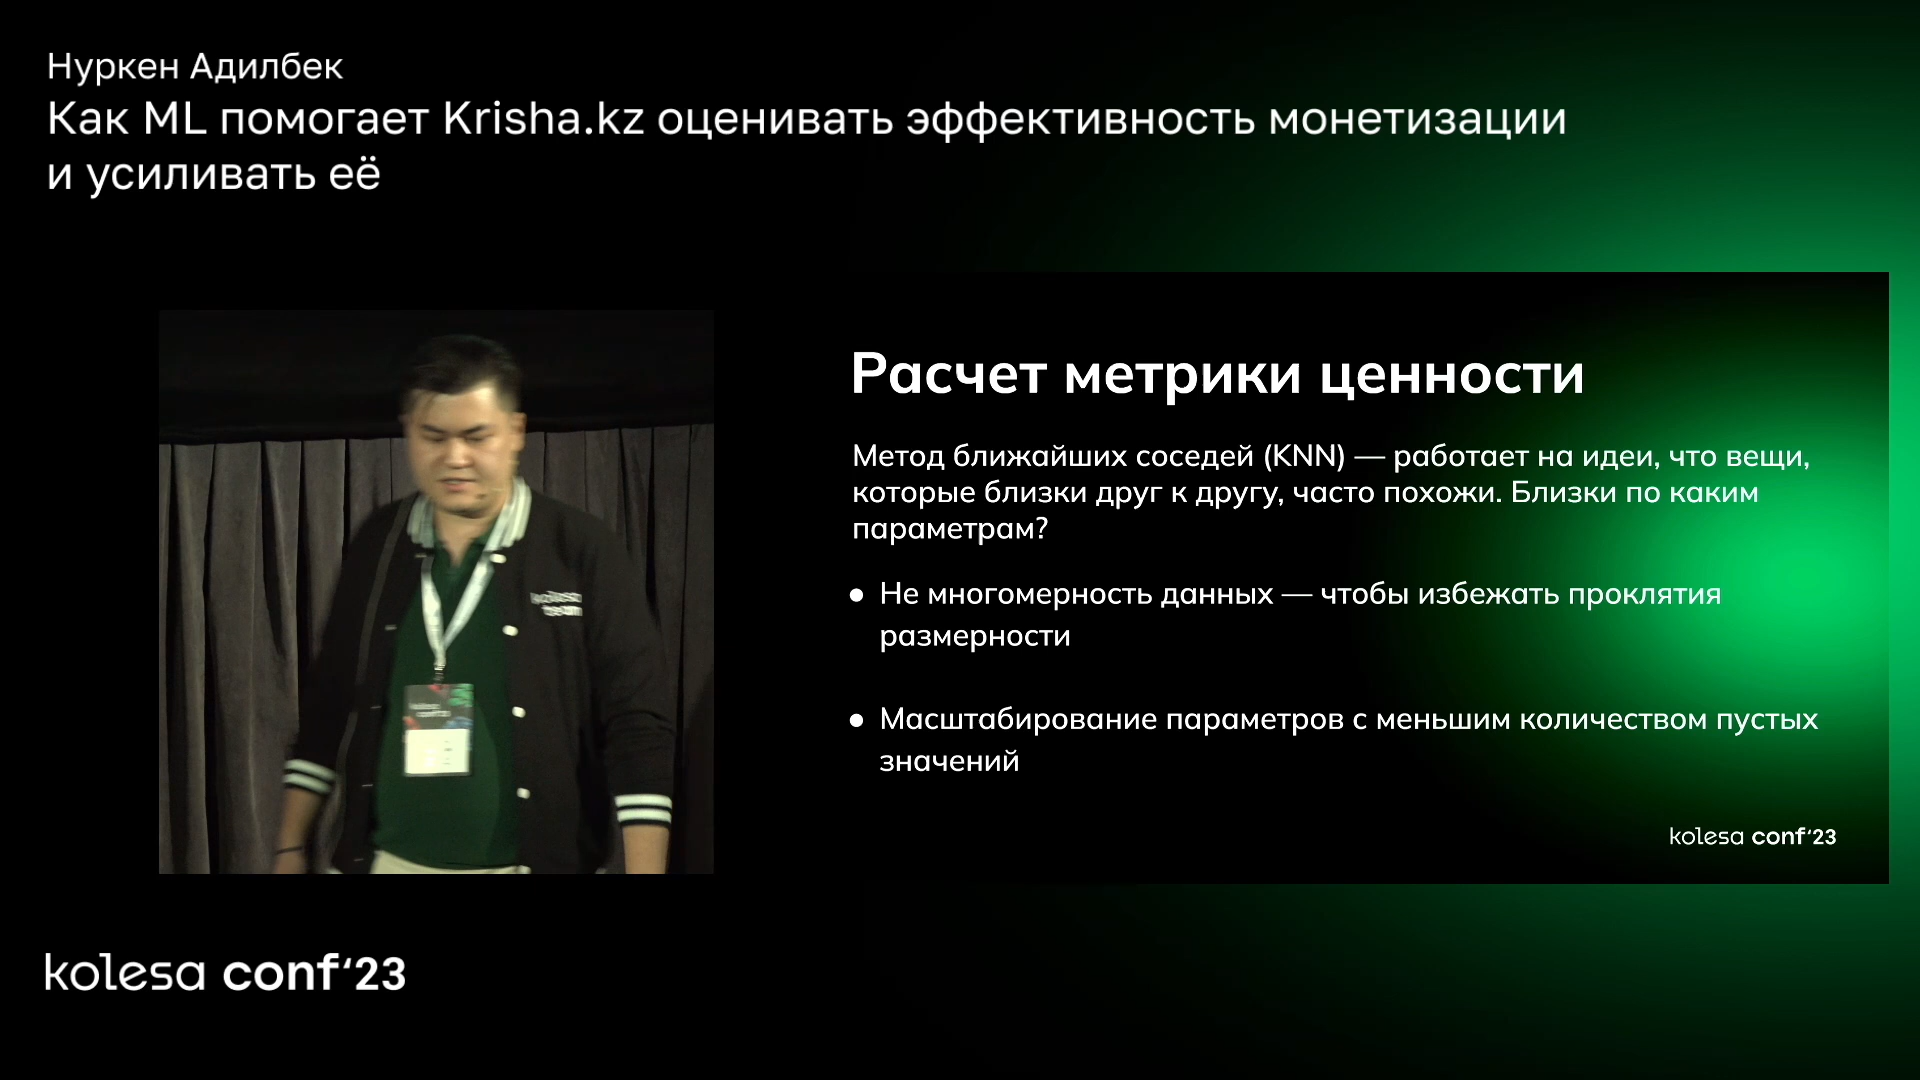 Нуркен Адилбек
Как ML помогает Krisha.kz оценивать эффективность монетизации
и усиливать её
Расчет метрики ценности
Метод ближайших соседей (KNN) — работает на идеи, что вещи,
которые близки друг к другу, часто похожи. Близки по каким
параметрам?
● Не многомерность данных — чтобы избежать проклятия
размерности
● Масштабирование параметров с меньшим количеством пустых
значений
kolesa conf‘23
kolesa
team
kolesa conf‘23